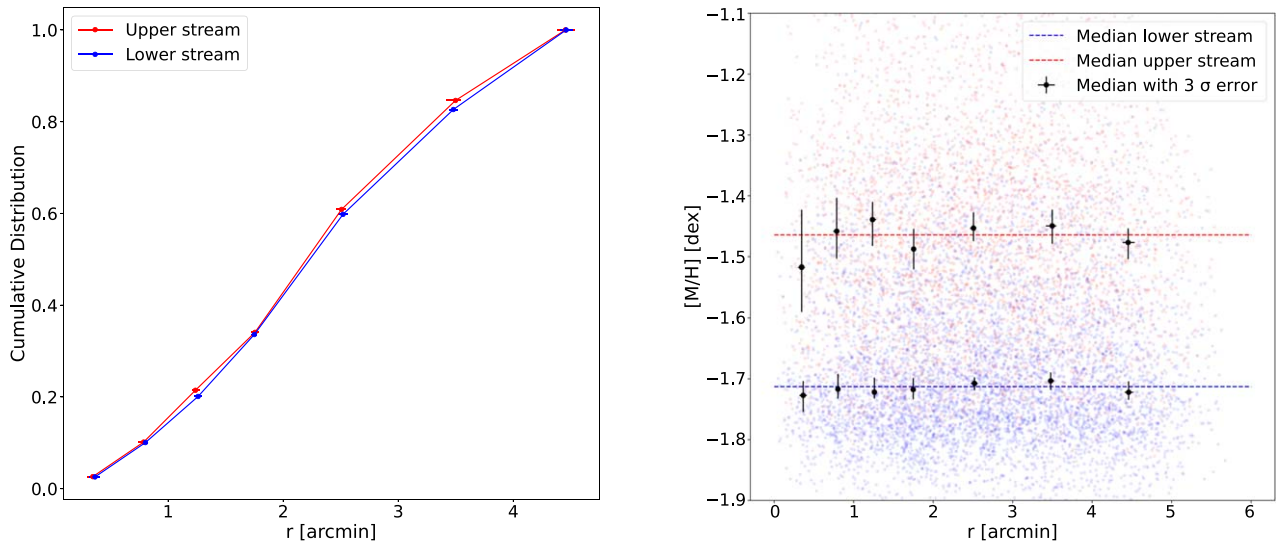 Upper stream
Lower stream
1.0
0.8
0.6
0.4
0.2
0.0
Cumulative Distribution
1 2 3 4
r [arcmin]
Median lower stream
Median upper stream
Median with 3 σ error
−1.1
−1.2
−1.3
−1.4
−1.5
−1.6
−1.7
−1.8
−1.9
[M/H] [dex]
0 1 2 3 4 5 6
r [arcmin]